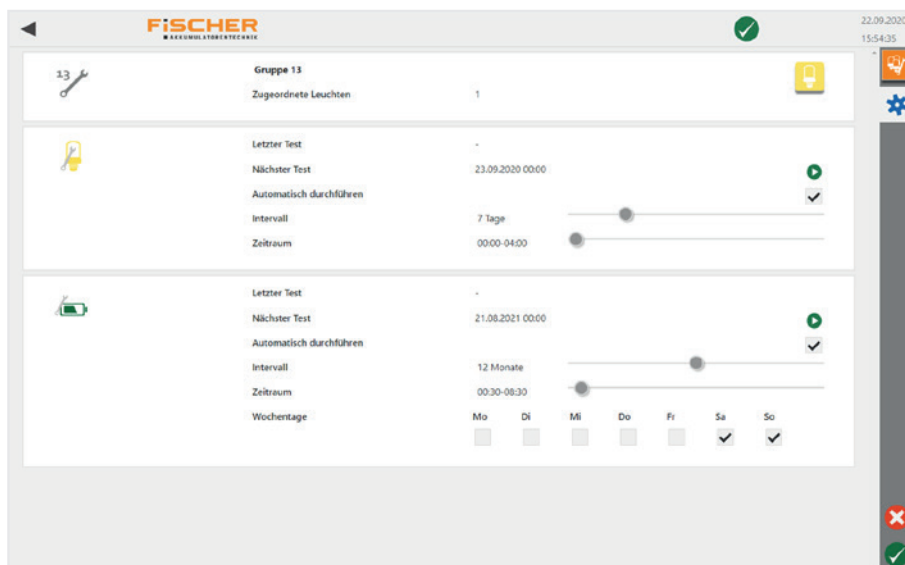 FiSCHER
AKKUMULATORENTECHNIK
22.09.2020
15:54:35
13
Gruppe 13
Zugeordnete Leuchten 1
Letzter Test -
Nächster Test 23.09.2020 00:00
Automatisch durchführen
Intervall 7 Tage
Zeitraum 00:00-04:00
Letzter Test -
Nächster Test 21.08.2021 00:00
Automatisch durchführen
Intervall 12 Monate
Zeitraum 00:30-08:30
Wochentage Mo Di Mi Do Fr Sa So